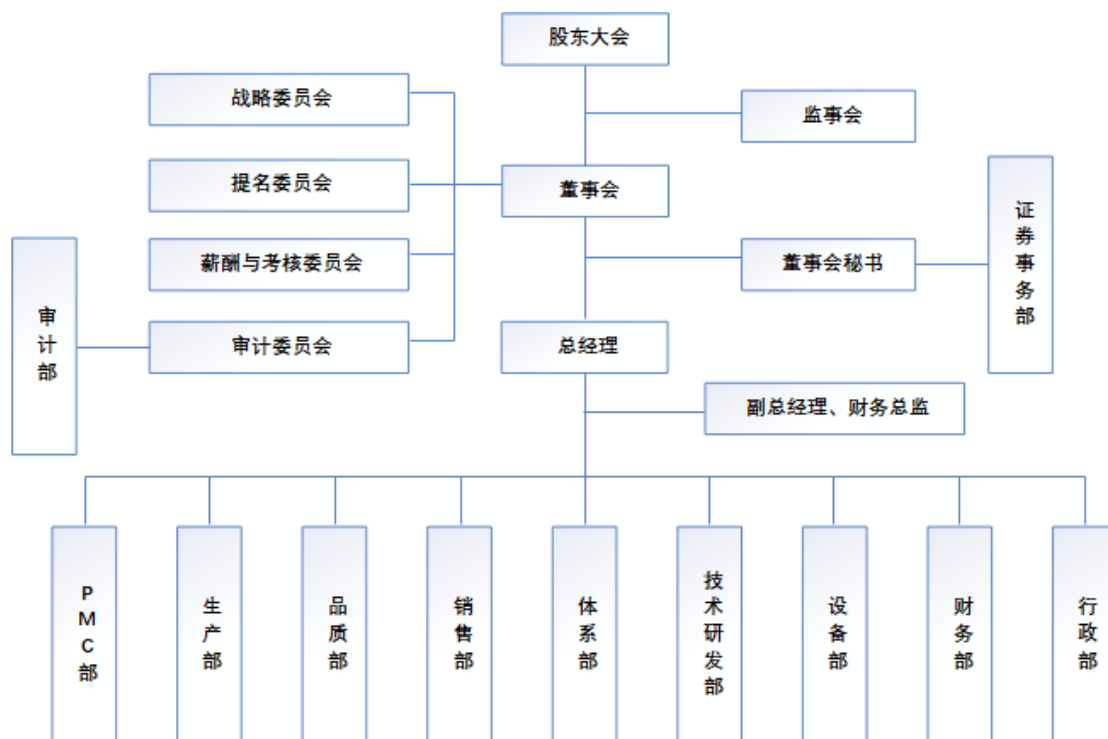 股东大会
战略委员会
监事会
提名委员会
董事会
证券事务部
薪酬与考核委员会
董事会秘书
审计部
审计委员会
总经理
副总经理、财务总监
PMC部
生产部
品质部
销售部
体系部
技术研发部
设备部
财务部
行政部